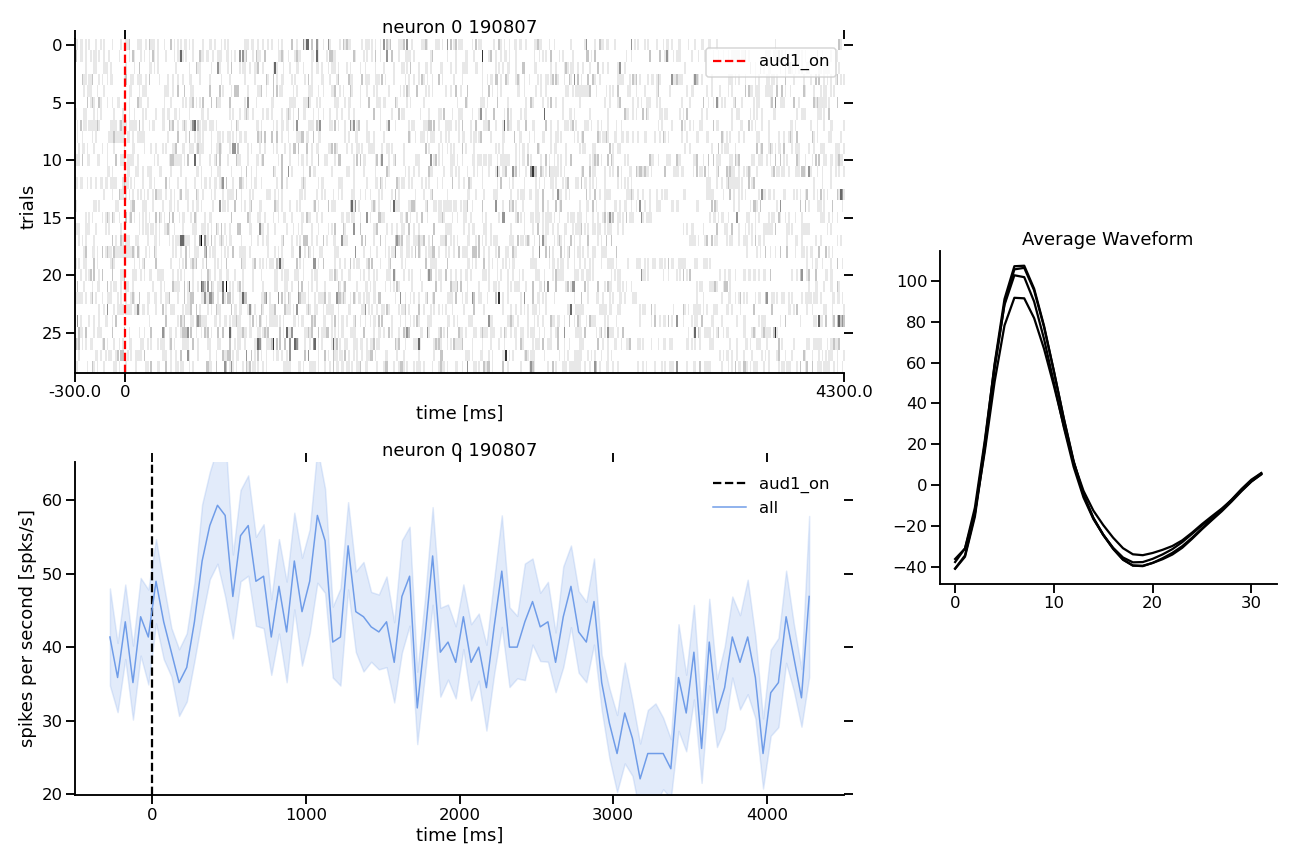 neuron 0 190807
aud1_on
trials
0
5
10
15
20
25
-300.0 0 4300.0
time [ms]
neuron 0 190807
aud1_on
all
spikes per second [spks/s]
60
50
40
30
20
0 1000 2000 3000 4000
time [ms]
Average Waveform
100
80
60
40
20
0
−20
−40
0 10 20 30